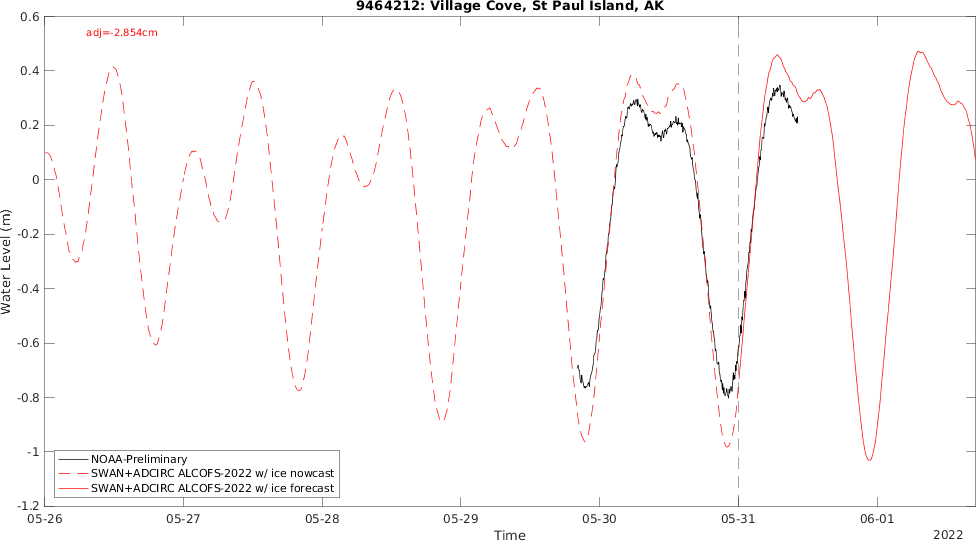 9464212: Village Cove, St Paul Island, AK
adj=-2.854cm
Water Level (m)
0.6
0.4
0.2
0
-0.2
-0.4
-0.6
-0.8
-1
-1.2
NOAA-Preliminary
SWAN+ADCIRC ALCOFS-2022 w/ ice nowcast
SWAN+ADCIRC ALCOFS-2022 w/ ice forecast
05-26 05-27 05-28 05-29 05-30 05-31 06-01
Time
2022